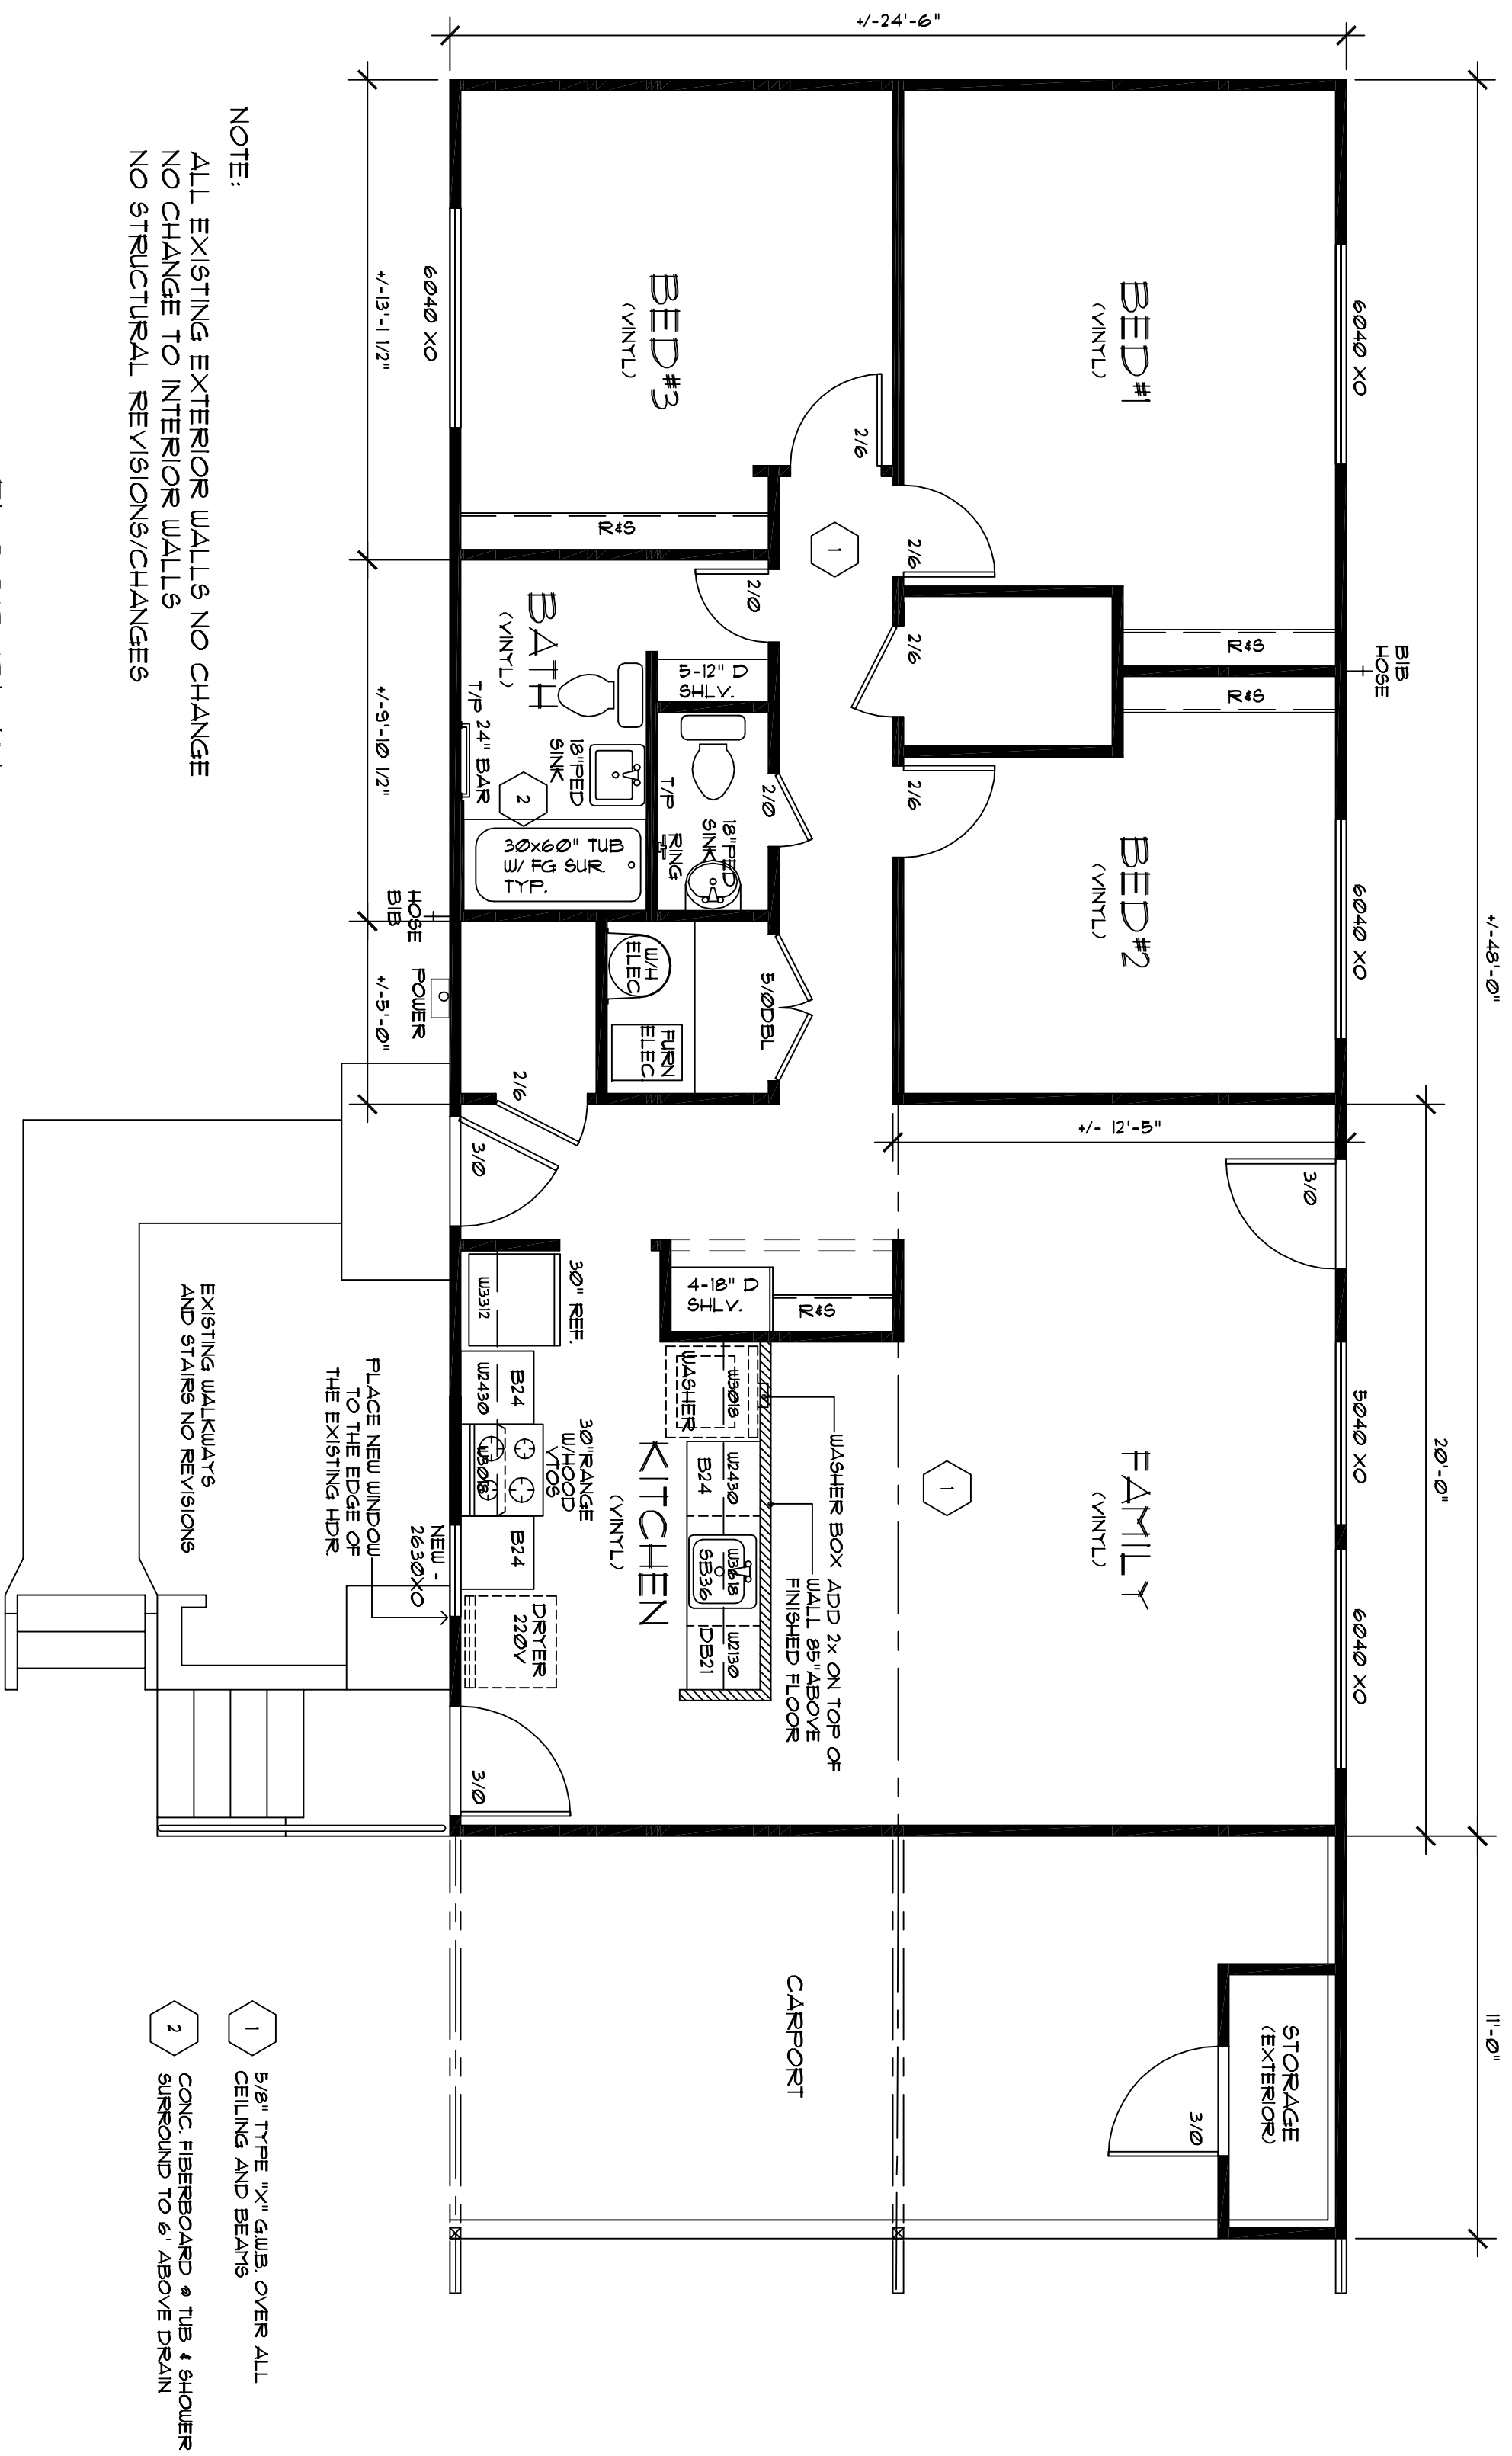 +/-48'-0"
11'-0"
20'-0"
BIB
HOSE
6040 XO
6040 XO
5040 XO
6040 XO
+/-24'-6"
BED#1
(VINYL)
R&S
R&S
BED#2
(VINYL)
+/- 12'-5"
3/0
FAMILY
(VINYL)
STORAGE
(EXTERIOR)
3/0
2/6
2/6
2/6
1
1
2/6
BED#3
(VINYL)
R&S
2/0
5-12" D
SHLV.
2/0
18"PED
SINK
T/P
RING
5/0DBL
W/H
ELEC
FURN
ELEC.
4-18" D
SHLV.
R&S
WASHER BOX
ADD 2x ON TOP OF
WALL 85"ABOVE
FINISHED FLOOR
CARPORT
W3018
WASHER
W2430
B24
W3618
SB36
W2130
DB21
KITCHEN
(VINYL)
BATH
(VINYL)
18"PED
SINK
2
T/P
24" BAR
30x60" TUB
W/ FG SUR.
TYP.
2/6
3/0
30" REF.
W3312
B24
W2430
30"RANGE
W/HOOD
VTOS
W3018
B24
DRYER
220V
3/0
6040 XO
HOSE
BIB
POWER
NEW -
2630XO
+/-13'-1 1/2"
+/-9'-10 1/2"
+/-5'-0"
PLACE NEW WINDOW
TO THE EDGE OF
THE EXISTING HDR.
EXISTING WALKWAYS
AND STAIRS NO REVISIONS
NOTE:
ALL EXISTING EXTERIOR WALLS NO CHANGE
NO CHANGE TO INTERIOR WALLS
NO STRUCTURAL REVISIONS/CHANGES
1
5/8" TYPE "X" G.W.B. OVER ALL
CEILING AND BEAMS
2
CONC. FIBERBOARD @ TUB & SHOWER
SURROUND TO 6' ABOVE DRAIN